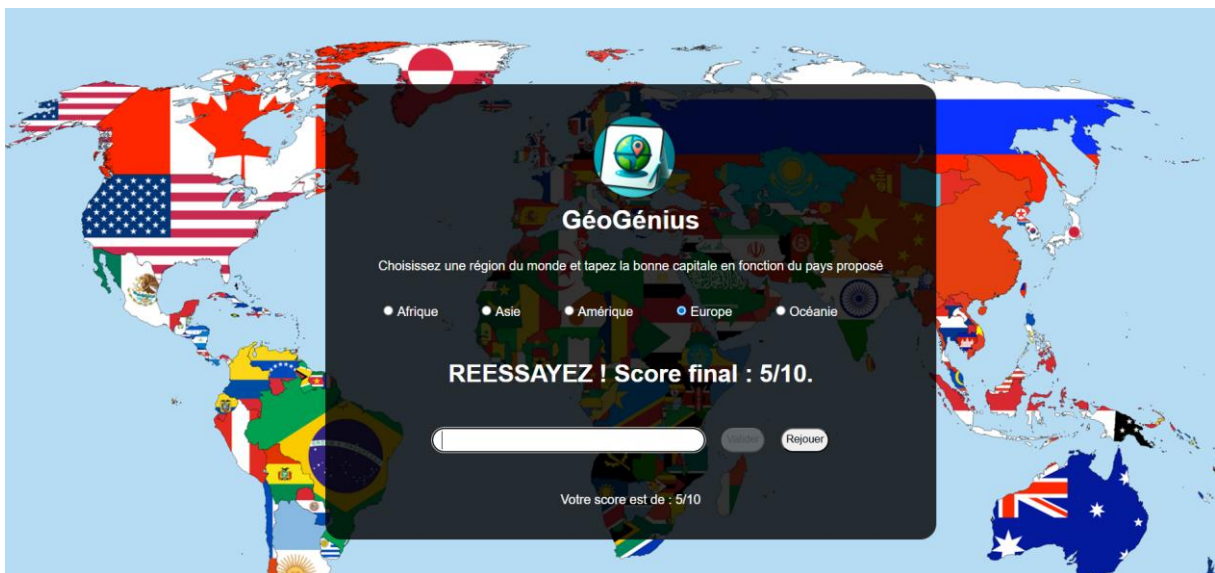 GéoGénius
Choisissez une région du monde et tapez la bonne capitale en fonction du pays proposé
Afrique Asie Amérique Europe Océanie
REESSAYEZ ! Score final : 5/10.
Valider Rejouer
Votre score est de : 5/10